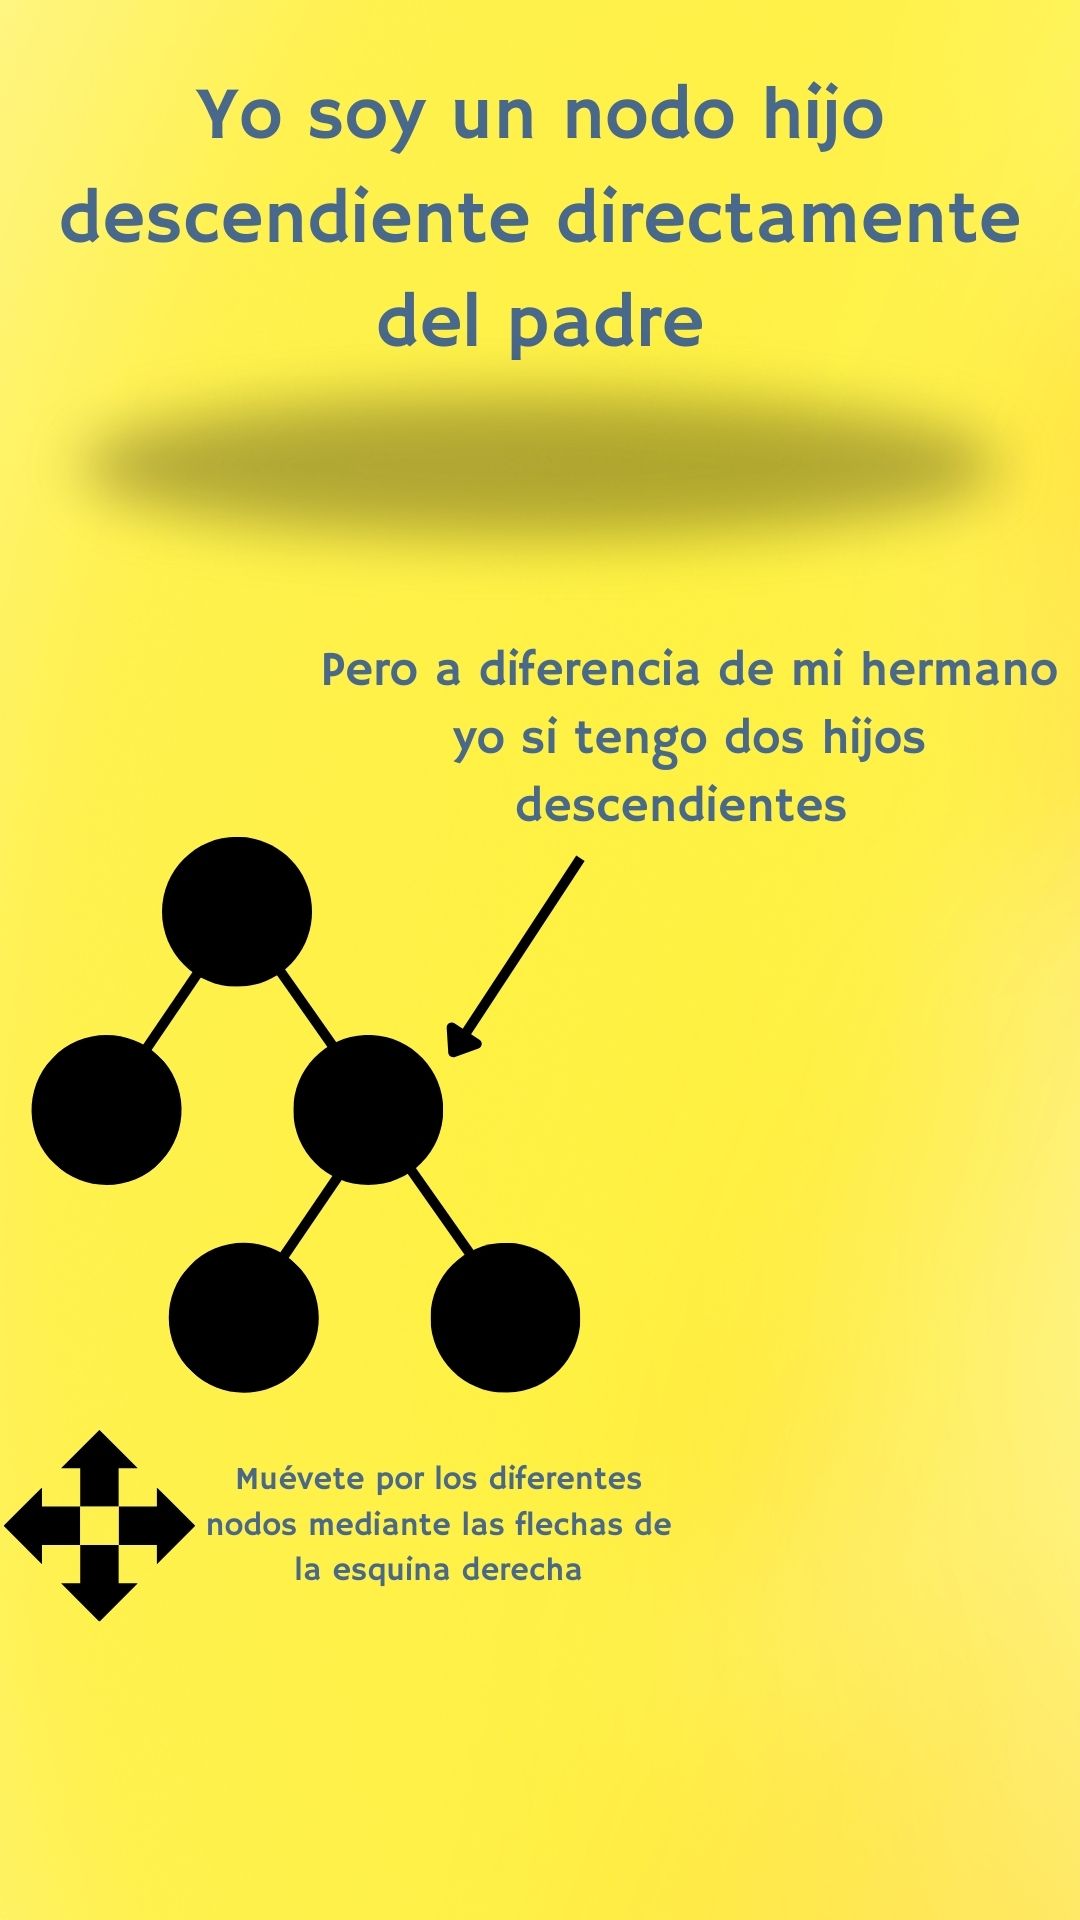 Yo soy un nodo hijo
descendiente directamente
del padre
Pero a diferencia de mi hermano
yo si tengo dos hijos
descendientes
Muévete por los diferentes
nodos mediante las flechas de
la esquina derecha